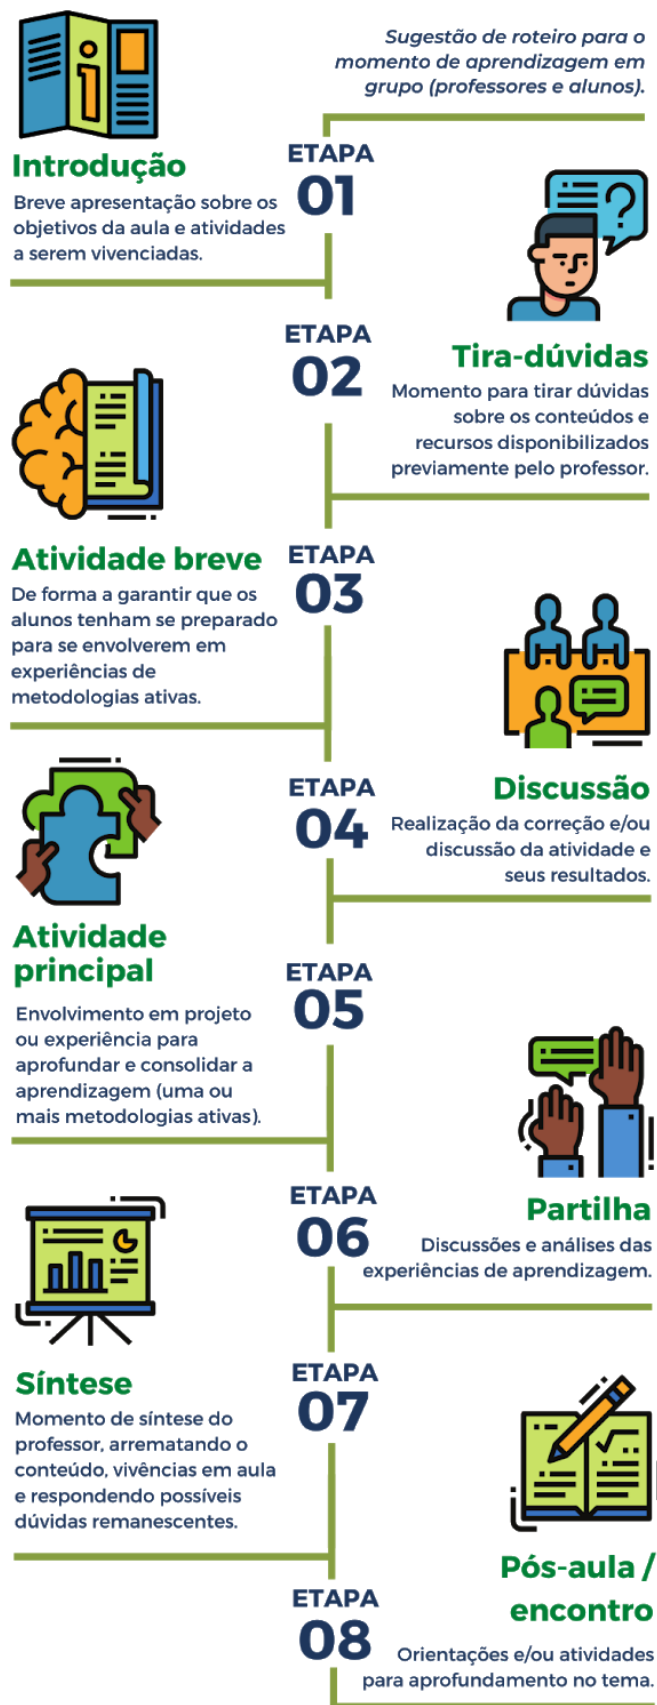 Sugestão de roteiro para o
momento de aprendizagem em
grupo (professores e alunos).
ETAPA
01
Introdução
Breve apresentação sobre os
objetivos da aula e atividades
a serem vivenciadas.
ETAPA
02
Tira-dúvidas
Momento para tirar dúvidas
sobre os conteúdos e
recursos disponibilizados
previamente pelo professor.
ETAPA
03
Atividade breve
De forma a garantir que os
alunos tenham se preparado
para se envolverem em
experiências de
metodologias ativas.
ETAPA
04
Discussão
Realização da correção e/ou
discussão da atividade e
seus resultados.
ETAPA
05
Atividade
principal
Envolvimento em projeto
ou experiência para
aprofundar e consolidar a
aprendizagem (uma ou
mais metodologias ativas).
ETAPA
06
Partilha
Discussões e análises das
experiências de aprendizagem.
ETAPA
07
Síntese
Momento de síntese do
professor, arrematando o
conteúdo, vivências em aula
e respondendo possíveis
dúvidas remanescentes.
ETAPA
08
Pós-aula /
encontro
Orientações e/ou atividades
para aprofundamento no tema.